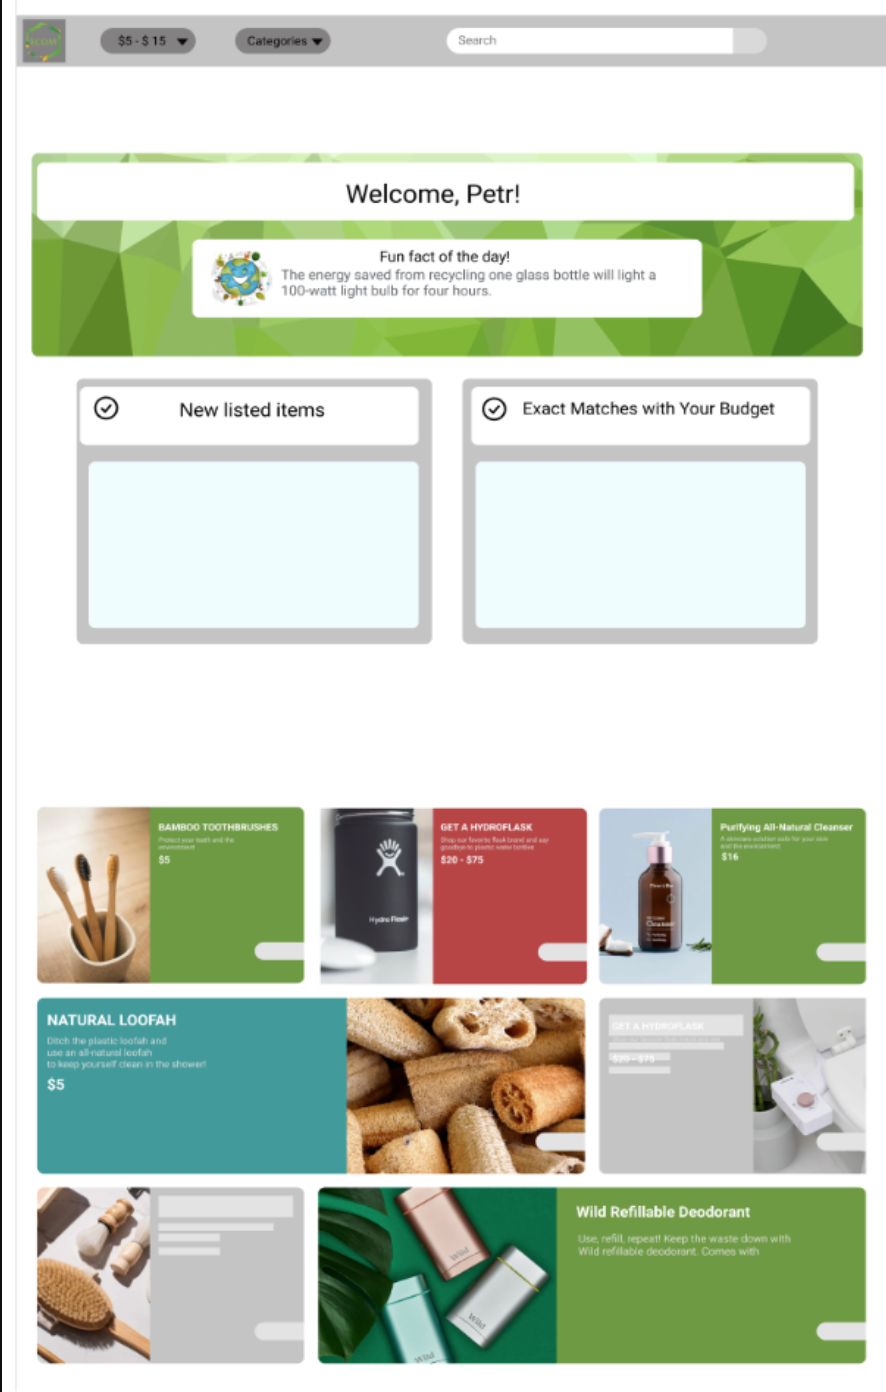 ECOM
$5 - $ 15
Categories
Search
Welcome, Petr!
Fun fact of the day!
The energy saved from recycling one glass bottle will light a
100-watt light bulb for four hours.
New listed items
Exact Matches with Your Budget
BAMBOO TOOTHBRUSHES
Protect your teeth and the
environment
$5
Hydro Flask
GET A HYDROFLASK
Shop our favorite flask brand and say
goodbye to plastic water bottles
$20 - $75
Cleanser
Purifying All-Natural Cleanser
A skincare solution safe for your skin
and the environment
$16
NATURAL LOOFAH
Ditch the plastic loofah and
use an all-natural loofah
to keep yourself clean in the shower!
$5
GET A HYDROFLASK
$20 - $75
Wild
Wild
Wild
Wild Refillable Deodorant
Use, refill, repeat! Keep the waste down with
Wild refillable deodorant. Comes with